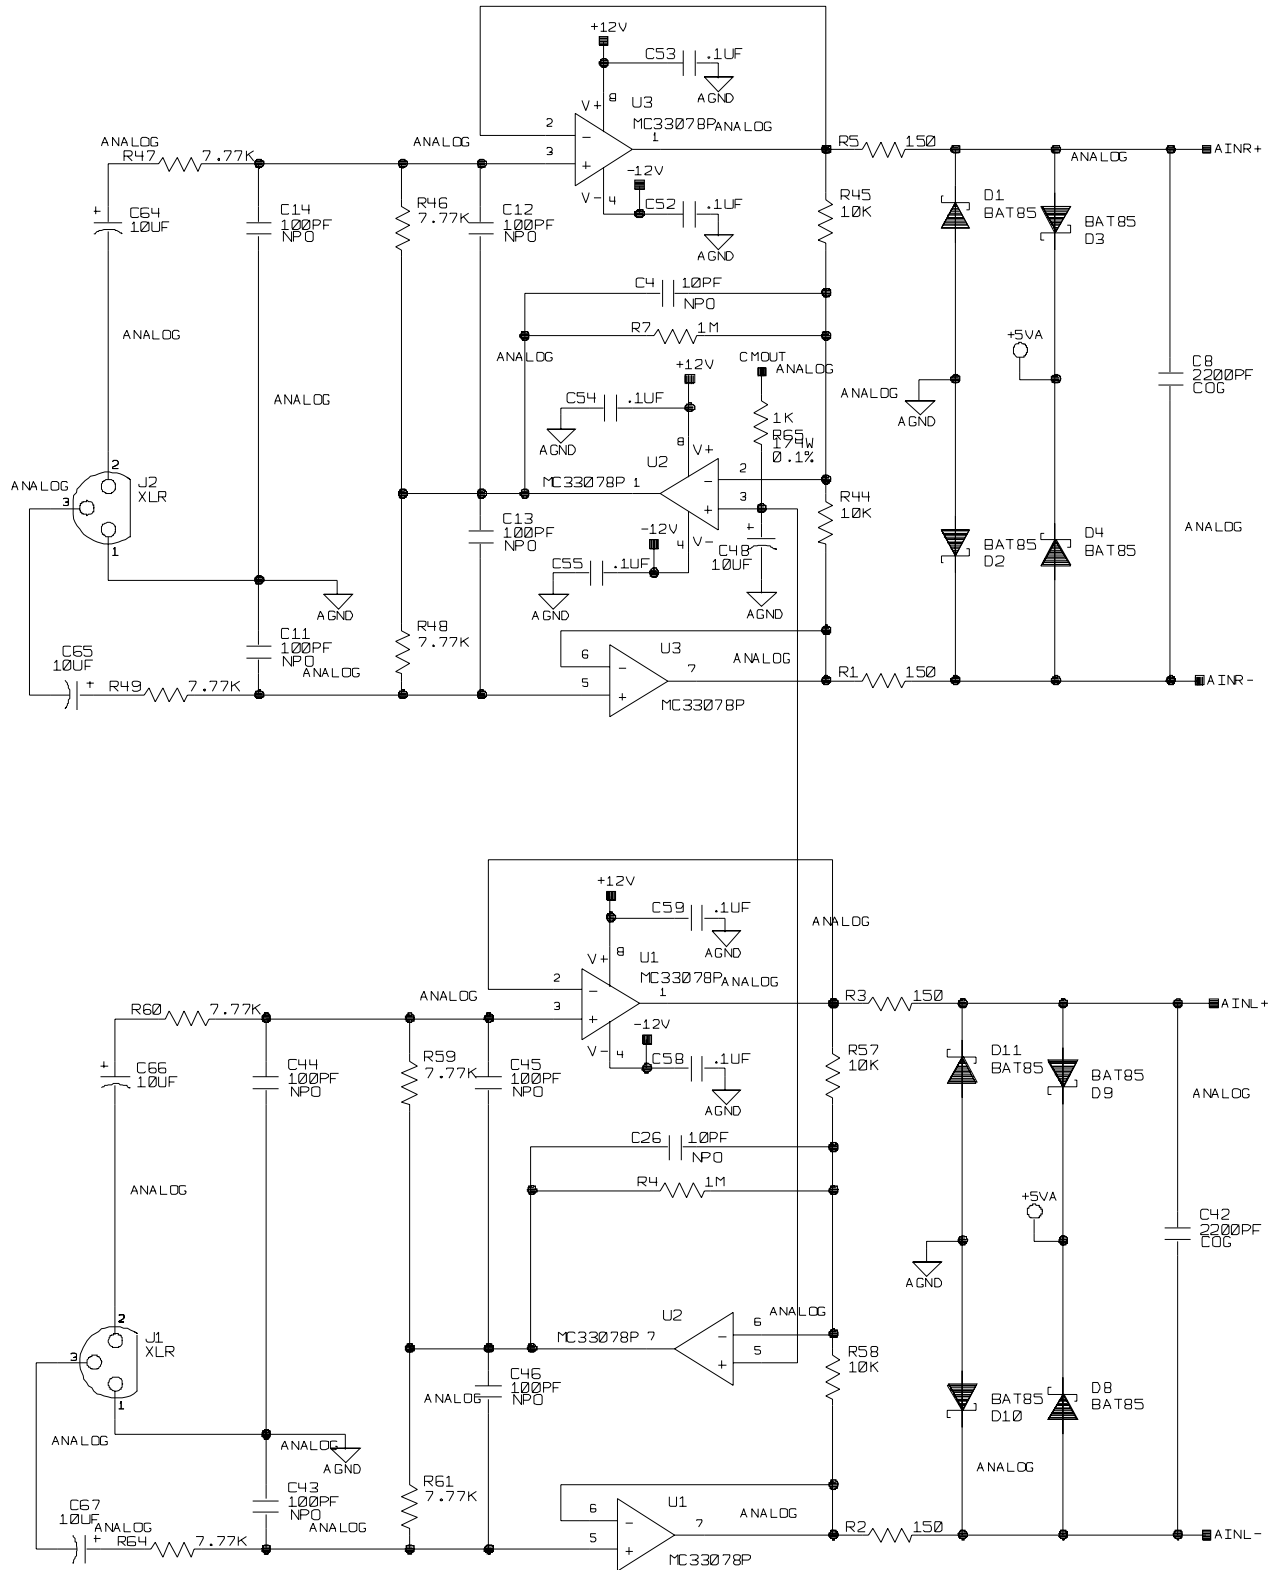 +12V
C53 .1UF
AGND
V+ 8 U3
MC33078P
ANALOG
2
3
1
-12V
V- 4
C52 .1UF
AGND
ANALOG
R47 7.77K
ANALOG
C64
10UF
C14
100PF
NPO
R46
7.77K
C12
100PF
NPO
R5 150
ANALOG
AINR+
R45
10K
D1
BAT85
BAT85
D3
C4 10PF
NPO
R7 1M
ANALOG
ANALOG
ANALOG
+12V
CMOUT
ANALOG
+5VA
C8
2200PF
COG
C54 .1UF
AGND
1K
R65
1/4W
0.1%
ANALOG
AGND
8 V+
U2
MC33078P 1
2
3
ANALOG
2
3
1
J2
XLR
R44
10K
ANALOG
C13
100PF
NPO
-12V
4 V-
C48
10UF
BAT85
D2
D4
BAT85
C55 .1UF
AGND
AGND
AGND
R48
7.77K
C11
100PF
NPO
ANALOG
C65
10UF
R49 7.77K
6
5
U3
7
MC33078P
ANALOG
R1 150
AINR-
+12V
C59 .1UF
AGND
ANALOG
V+ 8 U1
MC33078P
ANALOG
2
3
1
-12V
V- 4
C58 .1UF
AGND
R60 7.77K
ANALOG
R3 150
AINL+
C66
10UF
C44
100PF
NPO
R59
7.77K
C45
100PF
NPO
R57
10K
D11
BAT85
BAT85
D9
ANALOG
C26 10PF
NPO
R4 1M
ANALOG
+5VA
C42
2200PF
COG
AGND
U2
MC33078P 7
6
5
ANALOG
2
3
1
J1
XLR
R58
10K
C46
100PF
NPO
ANALOG
BAT85
D10
D8
BAT85
ANALOG
ANALOG
AGND
ANALOG
C43
100PF
NPO
ANALOG
R61
7.77K
C67
10UF
ANALOG
R64 7.77K
6
5
U1
7
MC33078P
ANALOG
R2 150
AINL-